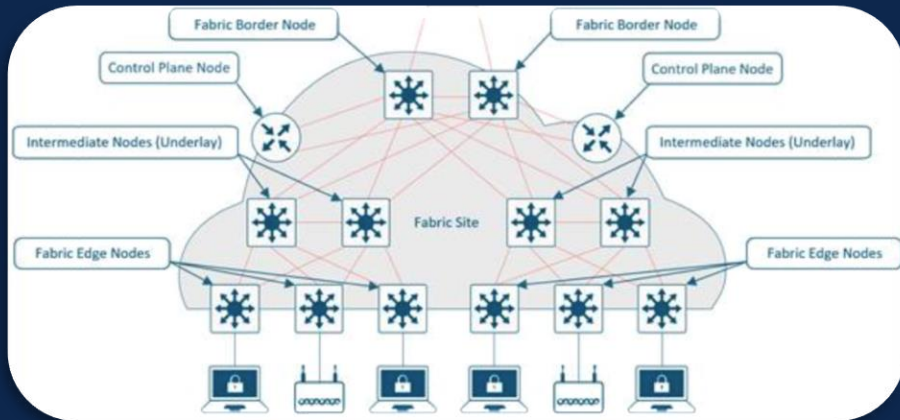 Fabric Border Node
Fabric Border Node
Control Plane Node
Control Plane Node
Intermediate Nodes (Underlay)
Intermediate Nodes (Underlay)
Fabric Site
Fabric Edge Nodes
Fabric Edge Nodes